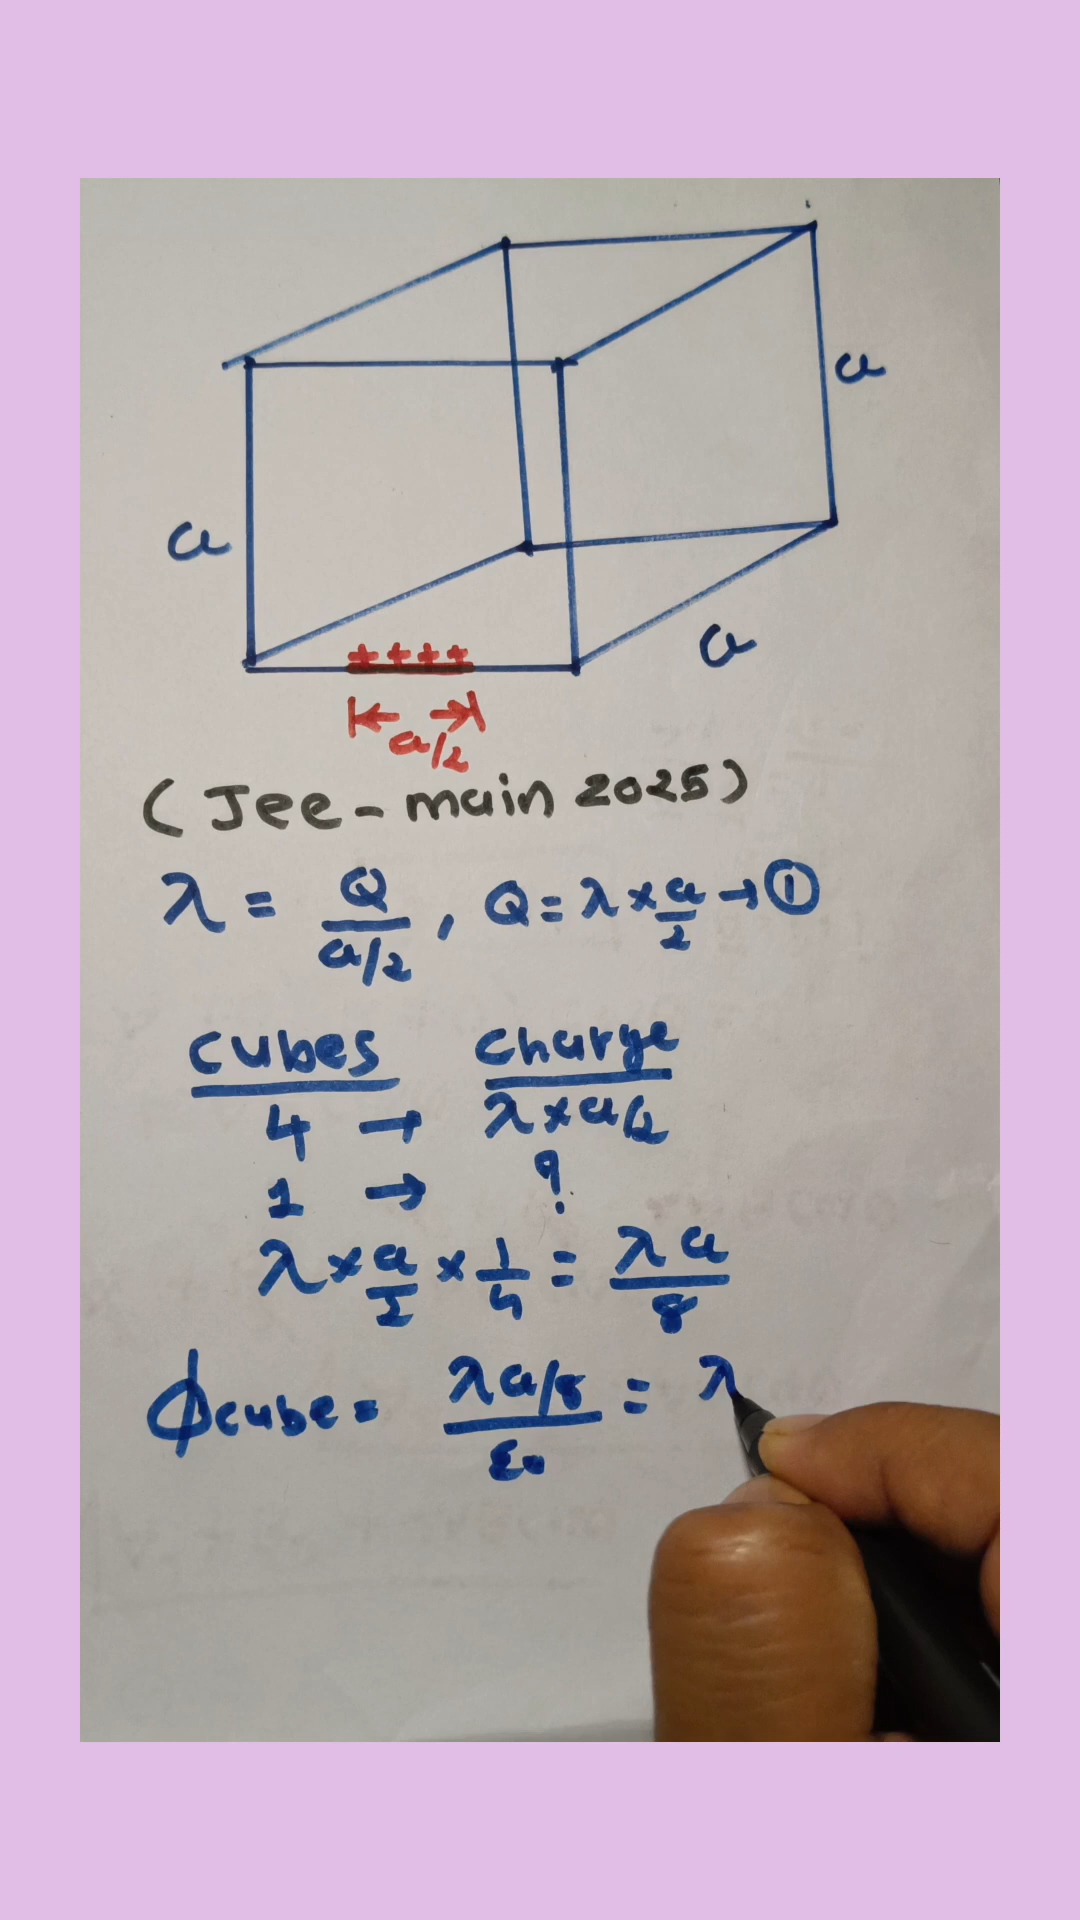 a
a
a
++++
a/2
(Jee-main 2025)
λ = Q/a/2, Q = λ × a/2 → ①
cubes charge
4 → λ × a/2
1 → ?
λ × a/2 × 1/4 = λa/8
ϕcube = λa/8/ε₀ = λ